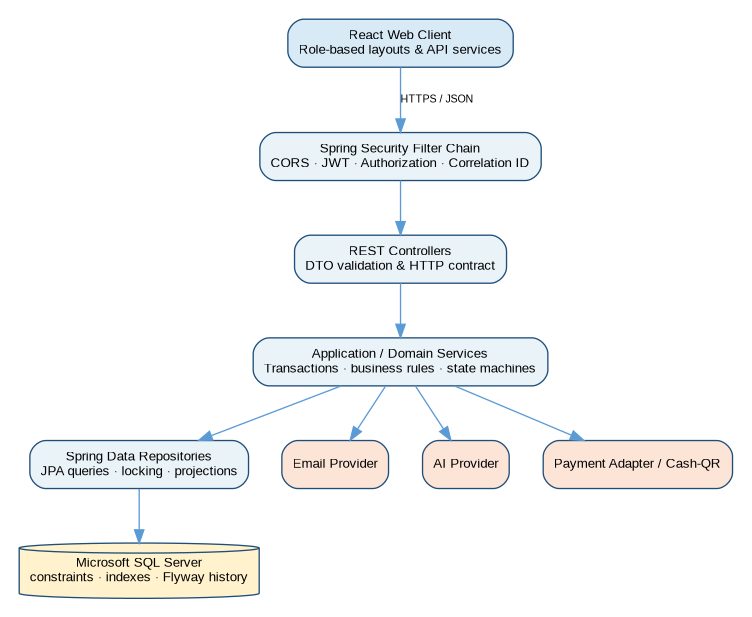 React Web Client
Role-based layouts & API services
HTTPS / JSON
Spring Security Filter Chain
CORS · JWT · Authorization · Correlation ID
REST Controllers
DTO validation & HTTP contract
Application / Domain Services
Transactions · business rules · state machines
Spring Data Repositories
JPA queries · locking · projections
Email Provider
AI Provider
Payment Adapter / Cash-QR
Microsoft SQL Server
constraints · indexes · Flyway history